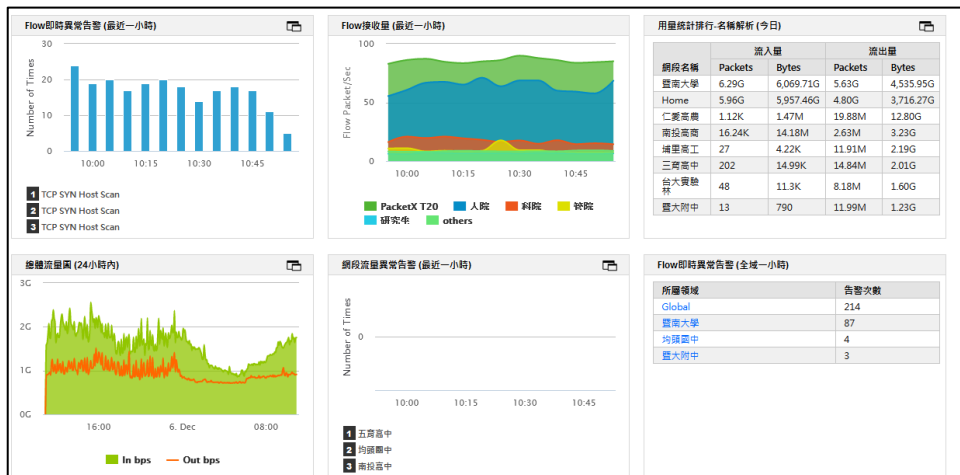 Flow即時異常告警 (最近一小時)
Number of Times
30
20
10
0
10:00 10:15 10:30 10:45
1 TCP SYN Host Scan
2 TCP SYN Host Scan
3 TCP SYN Host Scan
Flow接收量 (最近一小時)
Flow Packet/Sec
100
50
0
10:00 10:15 10:30 10:45
PacketX T20 人院 科院 管院
研究生 others
用量統計排行-名稱解析 (今日)
流入量 流出量
網段名稱 Packets Bytes Packets Bytes
暨南大學 6.29G 6,069.71G 5.63G 4,535.95G
Home 5.96G 5,957.46G 4.80G 3,716.27G
仁愛高農 1.12K 1.47M 19.88M 12.80G
南投高商 16.24K 14.18M 2.63M 3.23G
埔里高工 27 4.22K 11.91M 2.19G
三育高中 202 14.99K 14.84M 2.01G
台大實驗
林 48 11.3K 8.18M 1.60G
暨大附中 13 790 11.99M 1.23G
總體流量圖 (24小時內)
3G
2G
1G
0G
16:00 6. Dec 08:00
In bps Out bps
網段流量異常告警 (最近一小時)
Number of Times
0
10:00 10:15 10:30 10:45
1 五育高中
2 均頭國中
3 南投高中
Flow即時異常告警 (全域一小時)
所屬領域 告警次數
Global 214
暨南大學 87
均頭國中 4
暨大附中 3